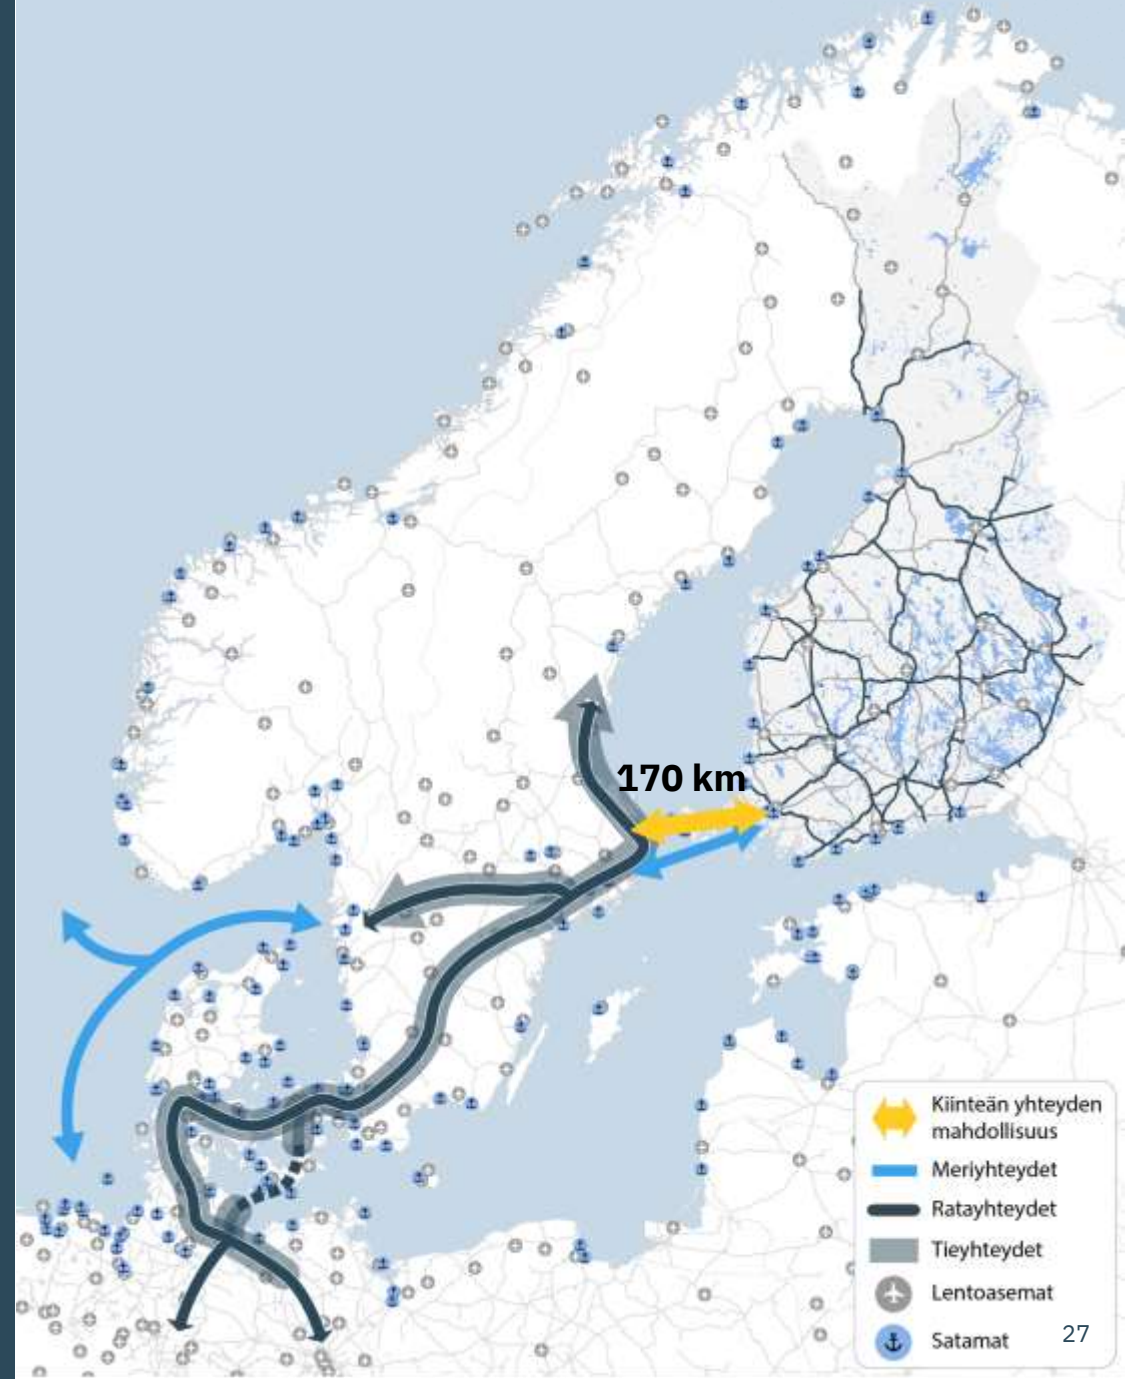 170 km
Kiinteän yhteyden
mahdollisuus
Meriyhteydet
Ratayhteydet
Tieyhteydet
Lentoasemat
Satamat
27